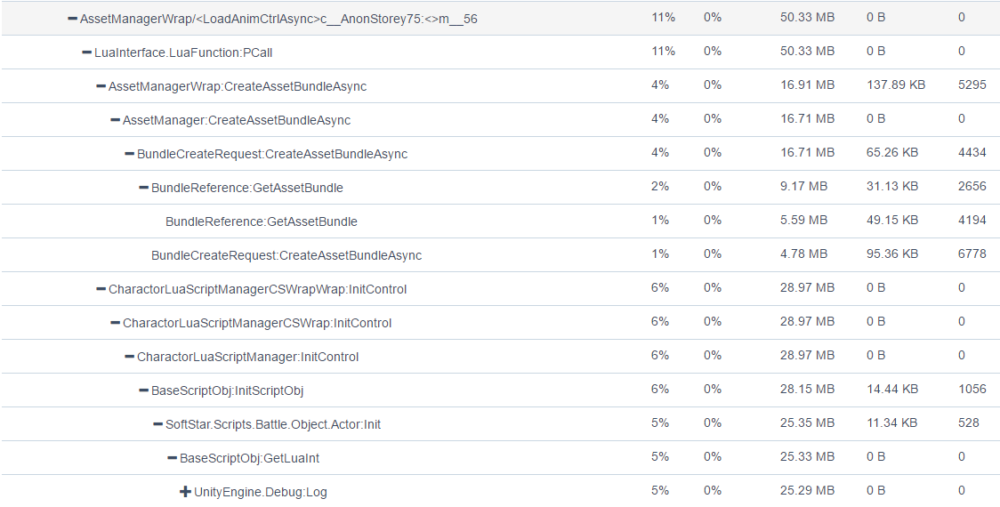 AssetManagerWrap/<LoadAnimCtrlAsync>c__AnonStorey75:<>m__56 11% 0% 50.33 MB 0 B 0
LuaInterface.LuaFunction:PCall 11% 0% 50.33 MB 0 B 0
AssetManagerWrap:CreateAssetBundleAsync 4% 0% 16.91 MB 137.89 KB 5295
AssetManager:CreateAssetBundleAsync 4% 0% 16.71 MB 0 B 0
BundleCreateRequest:CreateAssetBundleAsync 4% 0% 16.71 MB 65.26 KB 4434
BundleReference:GetAssetBundle 2% 0% 9.17 MB 31.13 KB 2656
BundleReference:GetAssetBundle 1% 0% 5.59 MB 49.15 KB 4194
BundleCreateRequest:CreateAssetBundleAsync 1% 0% 4.78 MB 95.36 KB 6778
CharactorLuaScriptManagerCSWrapWrap:InitControl 6% 0% 28.97 MB 0 B 0
CharactorLuaScriptManagerCSWrap:InitControl 6% 0% 28.97 MB 0 B 0
CharactorLuaScriptManager:InitControl 6% 0% 28.97 MB 0 B 0
BaseScriptObj:InitScriptObj 6% 0% 28.15 MB 14.44 KB 1056
SoftStar.Scripts.Battle.Object.Actor:Init 5% 0% 25.35 MB 11.34 KB 528
BaseScriptObj:GetLuaInt 5% 0% 25.33 MB 0 B 0
UnityEngine.Debug:Log 5% 0% 25.29 MB 0 B 0